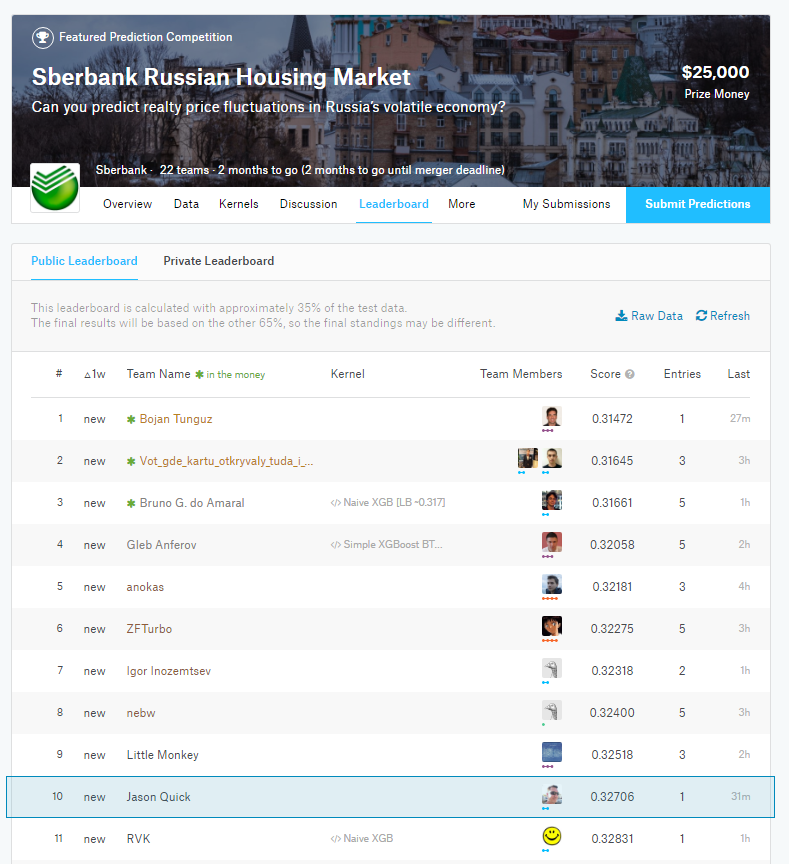 Featured Prediction Competition
Sberbank Russian Housing Market
$25,000
Can you predict realty price fluctuations in Russia's volatile economy?
Prize Money
Sberbank · 22 teams · 2 months to go (2 months to go until merger deadline)
Overview Data Kernels Discussion Leaderboard More My Submissions Submit Predictions
Public Leaderboard Private Leaderboard
This leaderboard is calculated with approximately 35% of the test data.
The final results will be based on the other 65%, so the final standings may be different.
Raw Data Refresh
# △1w Team Name ✱ in the money Kernel Team Members Score ? Entries Last
1 new ✱ Bojan Tunguz 0.31472 1 27m
2 new ✱ Vot_gde_kartu_otkryvaly_tuda_i_... 0.31645 3 3h
3 new ✱ Bruno G. do Amaral </> Naive XGB [LB ~0.317] 0.31661 5 1h
4 new Gleb Anferov </> Simple XGBoost BT... 0.32058 5 2h
5 new anokas 0.32181 3 4h
6 new ZFTurbo 0.32275 5 3h
7 new Igor Inozemtsev 0.32318 2 1h
8 new nebw 0.32400 5 3h
9 new Little Monkey 0.32518 3 2h
10 new Jason Quick 0.32706 1 31m
11 new RVK </> Naive XGB 0.32831 1 1h